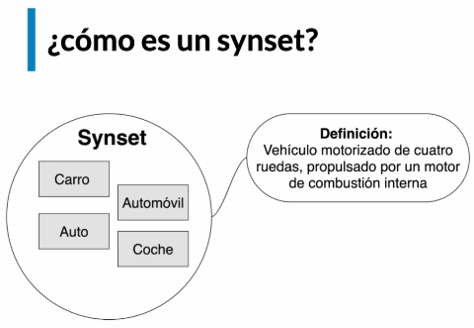 ¿cómo es un synset?
Synset
Carro
Automóvil
Auto
Coche
Definición:
Vehículo motorizado de cuatro
ruedas, propulsado por un motor
de combustión interna